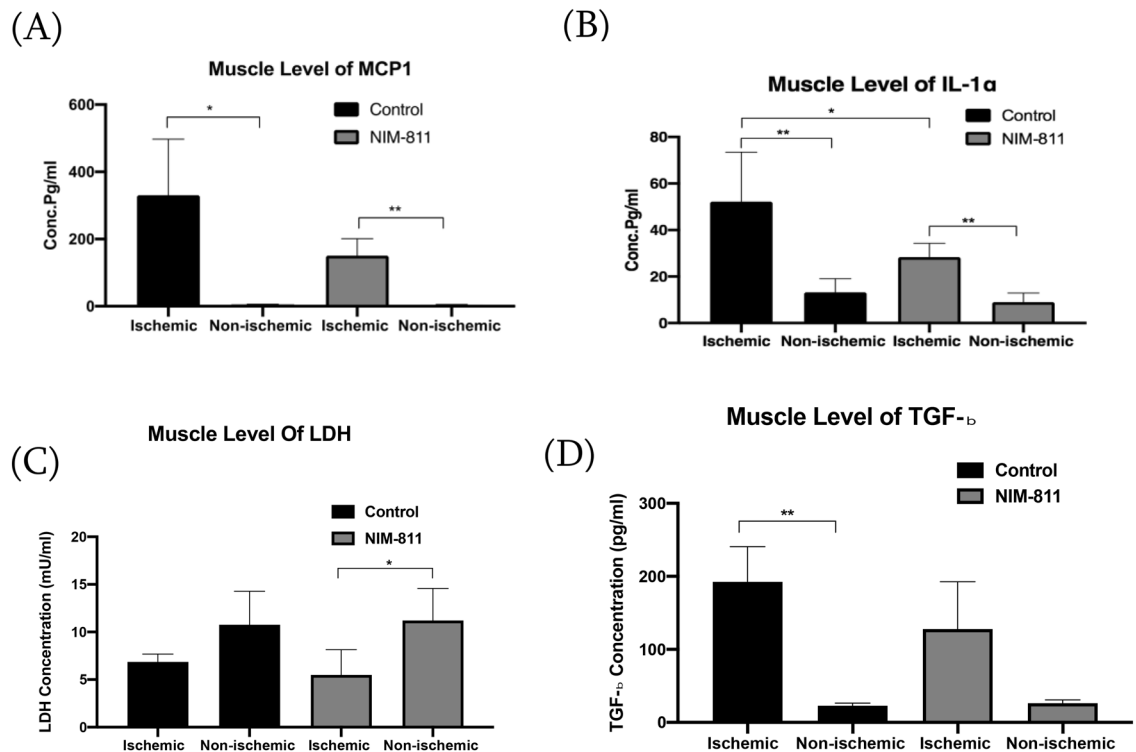 (A)
Muscle Level of MCP1
Control
NIM-811
*
**
Conc.Pg/ml
600
400
200
0
Ischemic Non-ischemic Ischemic Non-ischemic
(B)
Muscle Level of IL-1α
Control
NIM-811
*
**
**
Conc.Pg/ml
80
60
40
20
0
Ischemic Non-ischemic Ischemic Non-ischemic
(C)
Muscle Level Of LDH
Control
NIM-811
*
LDH Concentration (mU/ml)
20
15
10
5
0
Ischemic Non-ischemic Ischemic Non-ischemic
(D)
Muscle Level of TGF-b
Control
NIM-811
**
TGF-b Concentration (pg/ml)
300
200
100
0
Ischemic Non-ischemic Ischemic Non-ischemic